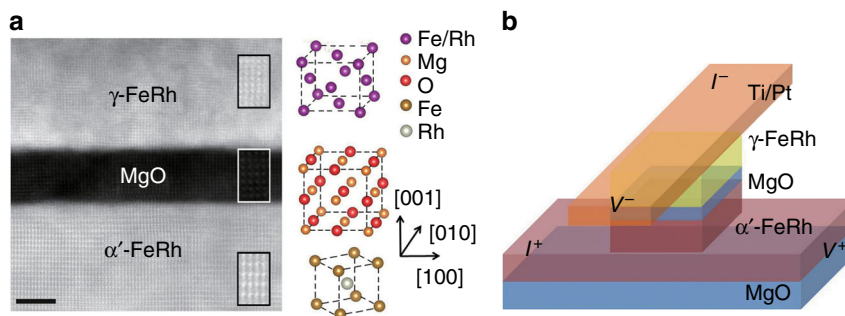 a
γ-FeRh
MgO
α′-FeRh
Fe/Rh
Mg
O
Fe
Rh
[001]
[010]
[100]
b
I⁻
Ti/Pt
γ-FeRh
MgO
V⁻
α′-FeRh
I⁺
V⁺
MgO